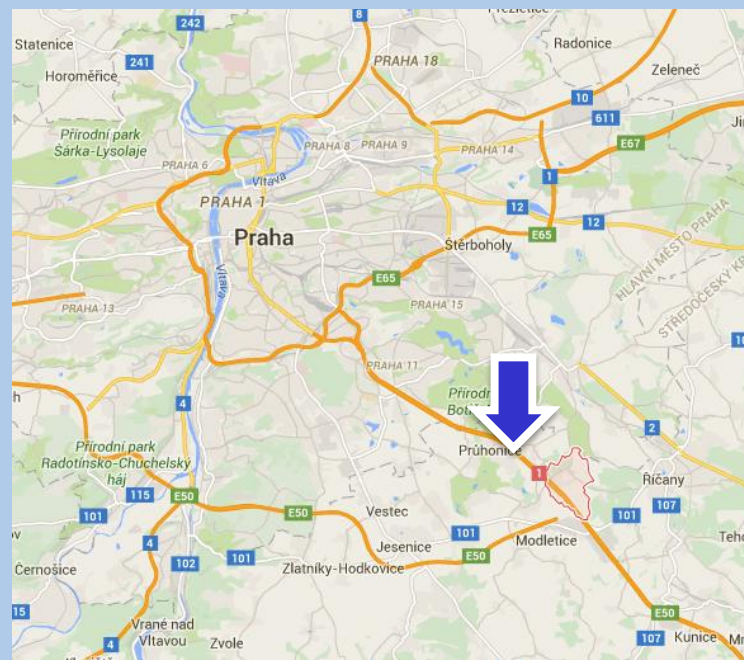 Přezletice
242
8
Statenice
241
PRAHA 18
Radonice
Zeleneč
Horoměřice
10
611
Přírodní park
Šárka-Lysolaje
PRAHA 8
PRAHA 9
PRAHA 14
E67
PRAHA 6
Vltava
1
PRAHA 1
12
12
Praha
Štěrboholy
E65
HLAVNÍ MĚSTO PRAHA
STŘEDOČESKÝ
Vltava
E65
PRAHA 13
PRAHA 15
PRAHA 11
4
2
Přírodní park
Radotínsko-Chuchelský
háj
Průhonice
1
Říčany
115
E50
101
E50
Vestec
101
101
107
4
Jesenice
Modletice
E50
Černošice
102
101
Zlatníky-Hodkovice
15
E50
Vrané nad
Vltavou
4
Zvole
107
Kunice